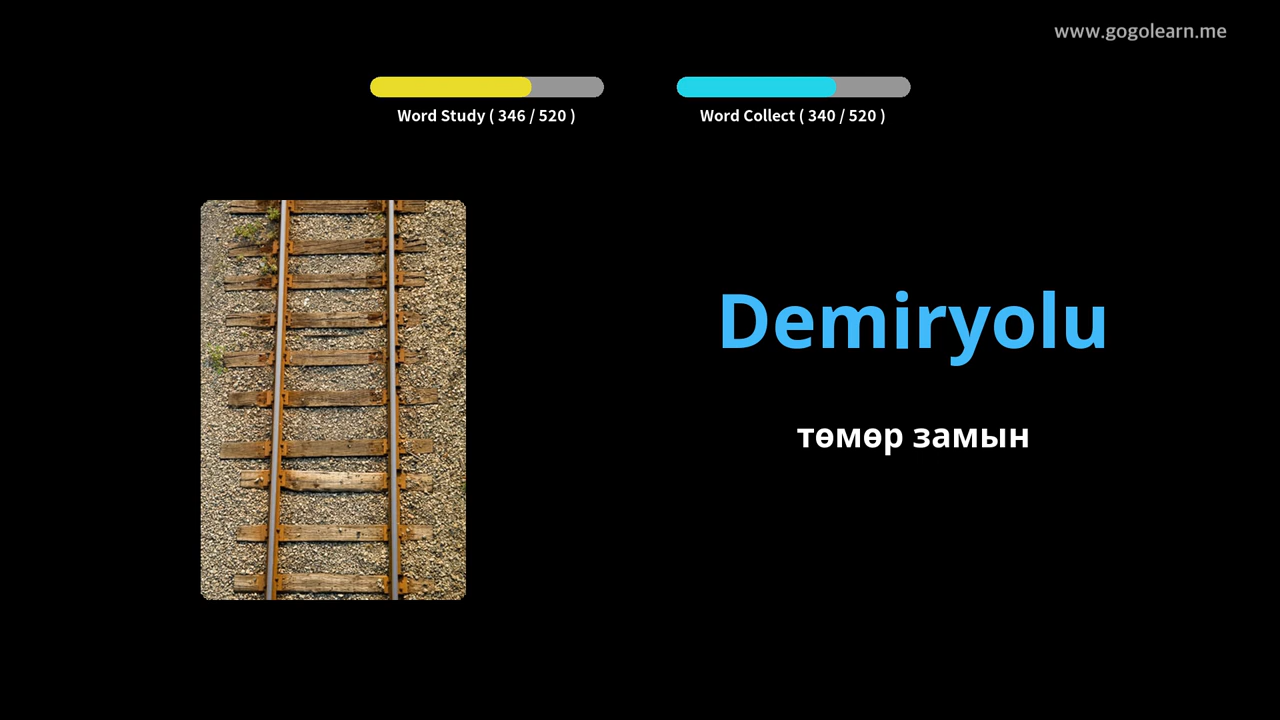 www.gogolearn.me
Word Study ( 346 / 520 )
Word Collect ( 340 / 520 )
Demiryolu
төмөр замын